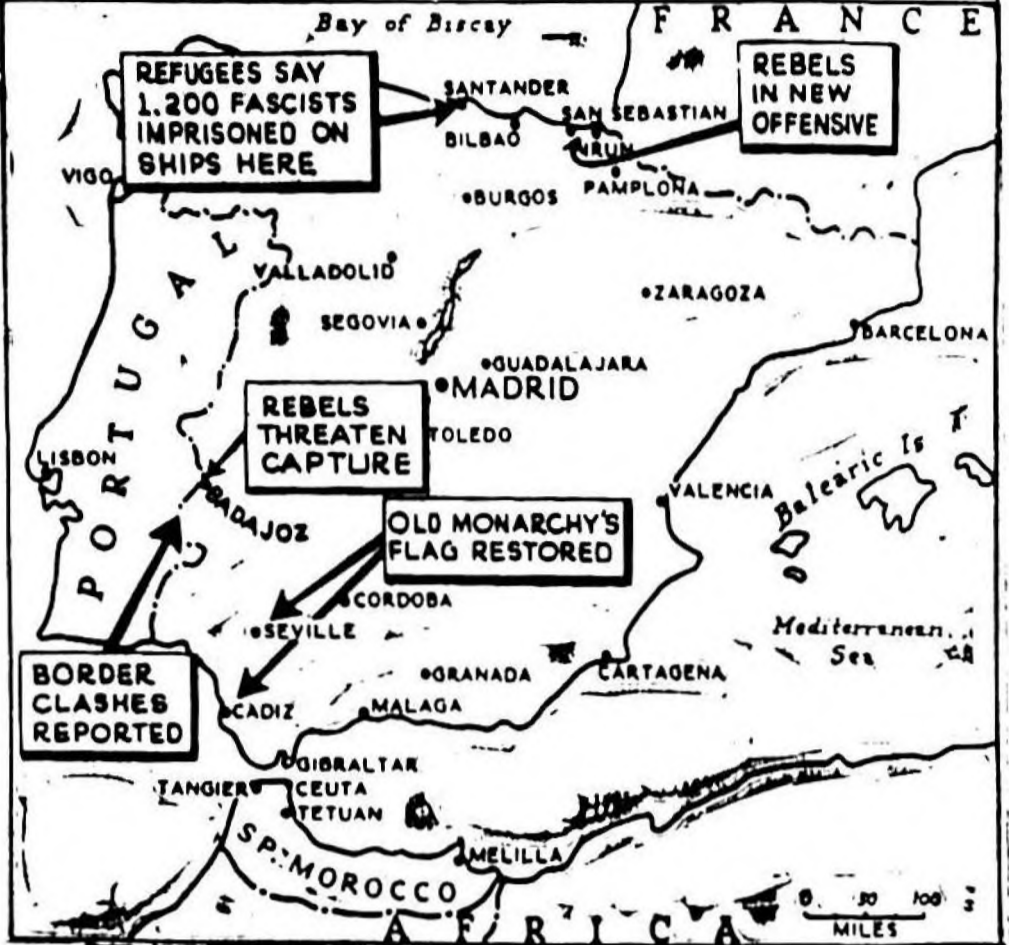 Bay of Biscay
FRANCE
REFUGEES SAY
1.200 FASCISTS
IMPRISONED ON
SHIPS HERE
REBELS
IN NEW
OFFENSIVE
SANTANDER
SAN SEBASTIAN
BILBAO
IRUN
VIGO
PAMPLONA
BURGOS
PORTUGAL
VALLADOLID
ZARAGOZA
SEGOVIA
BARCELONA
GUADALAJARA
MADRID
REBELS
THREATEN
CAPTURE
TOLEDO
LISBON
BADAJOZ
VALENCIA
Balearic Is
OLD MONARCHY'S
FLAG RESTORED
CORDOBA
SEVILLE
Mediterranean
Sea
BORDER
CLASHES
REPORTED
GRANADA
CARTAGENA
CADIZ
MALAGA
GIBRALTAR
TANGIER
CEUTA
TETUAN
SP. MOROCCO
MELILLA
AFRICA
0 50 100
MILES